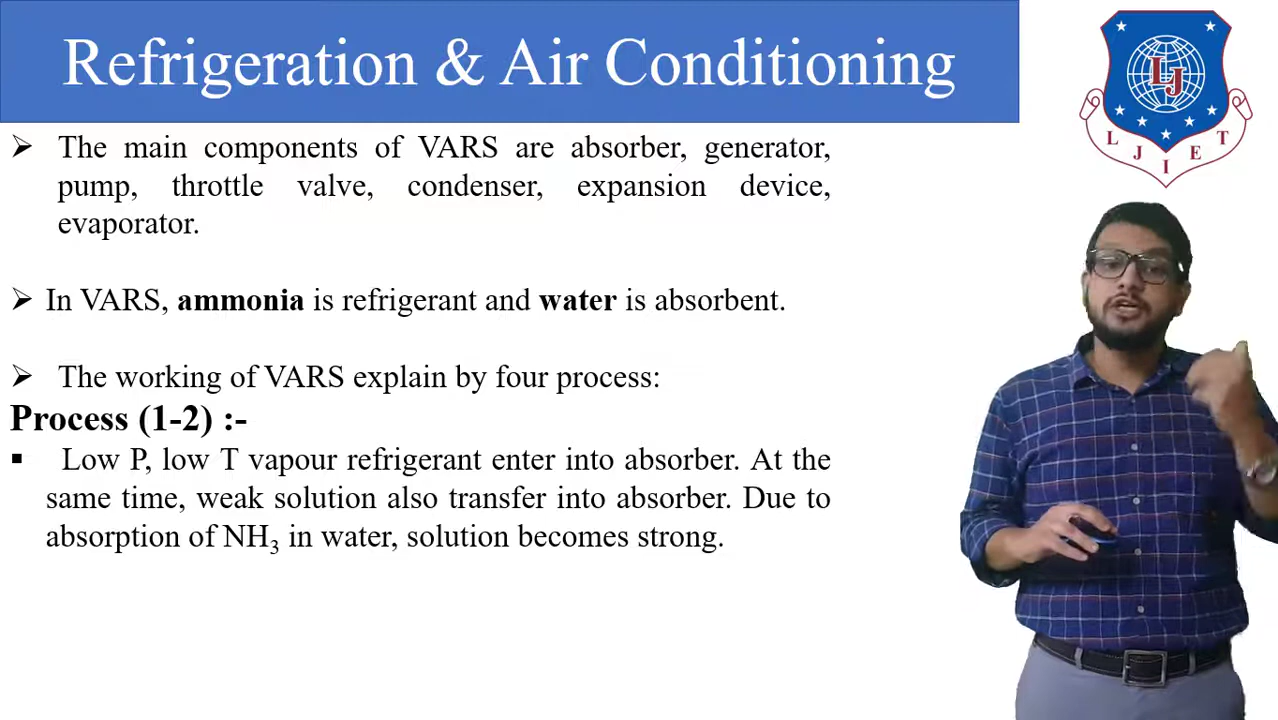 Refrigeration & Air Conditioning
➢ The main components of VARS are absorber, generator,
pump, throttle valve, condenser, expansion device,
evaporator.
➢ In VARS, ammonia is refrigerant and water is absorbent.
➢ The working of VARS explain by four process:
Process (1-2) :-
▪ Low P, low T vapour refrigerant enter into absorber. At the
same time, weak solution also transfer into absorber. Due to
absorption of NH₃ in water, solution becomes strong.
LJ
L J I E T